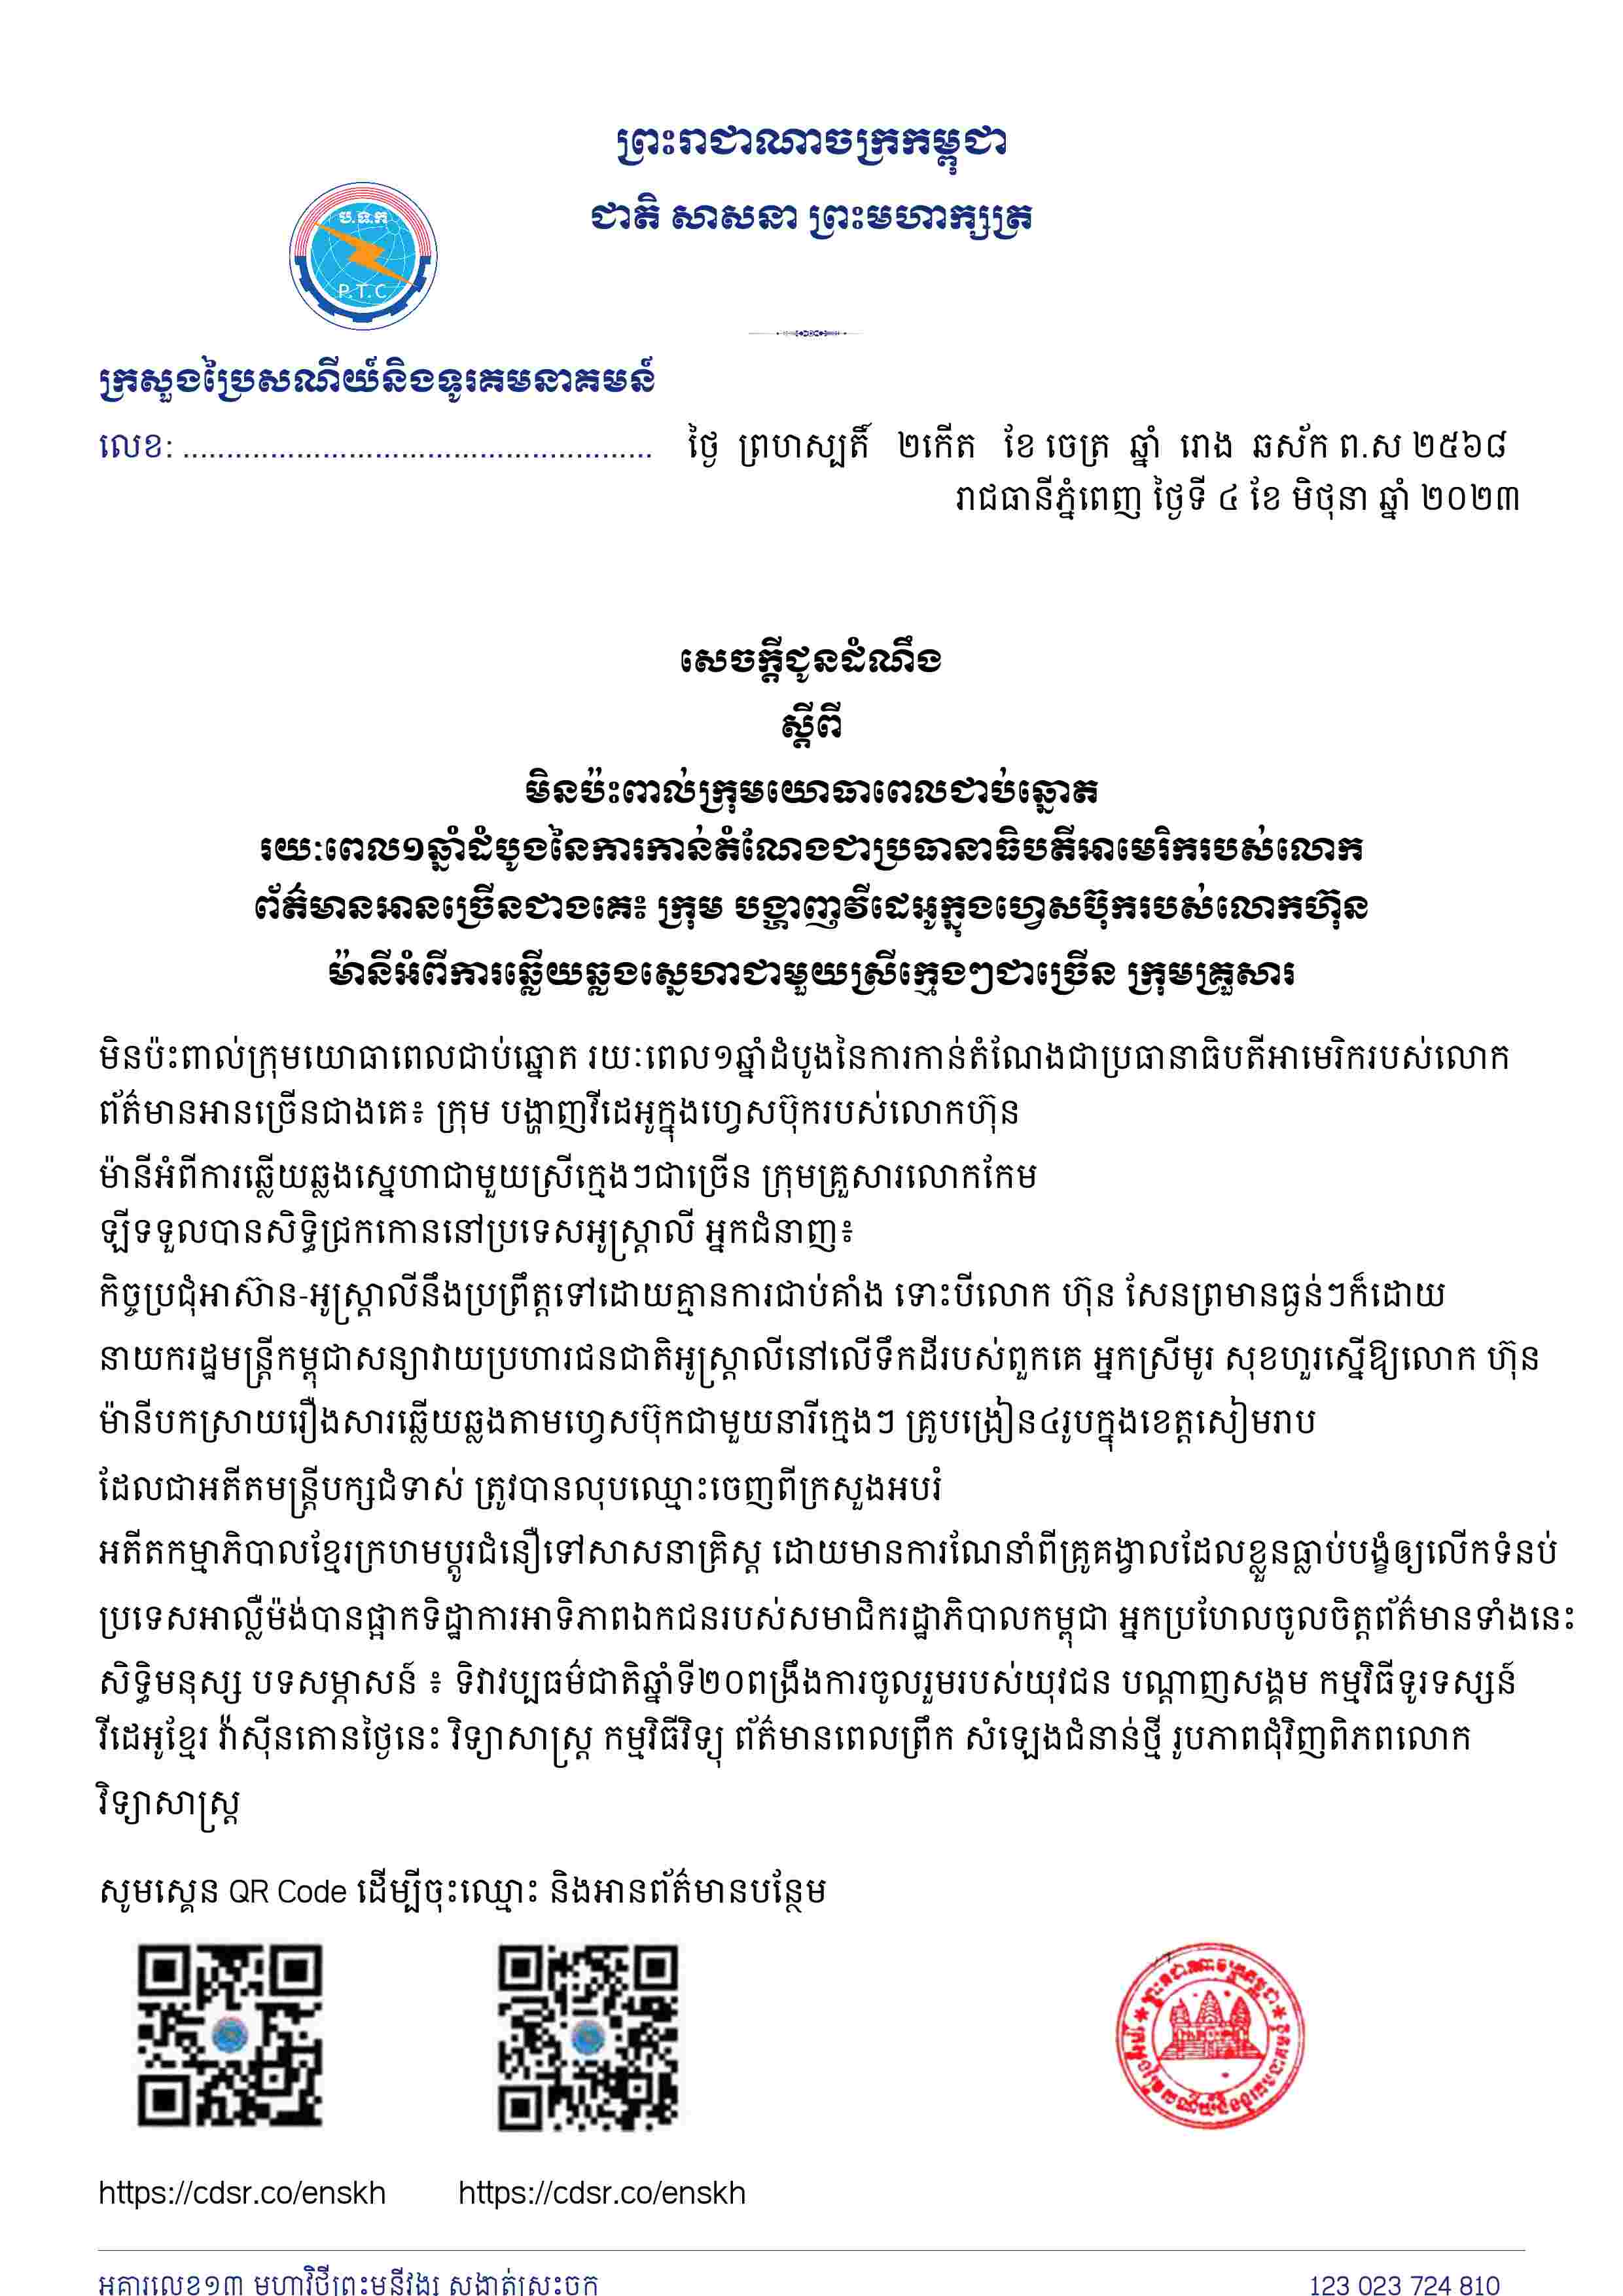 ព្រះរាជាណាចក្រកម្ពុជា
ជាតិ សាសនា ព្រះមហាក្សត្រ
ប.ទ.ក
P.T.C
ក្រសួងប្រៃសណីយ៍និងទូរគមនាគមន៍
លេខ: ......................................................
ថ្ងៃ ព្រហស្បតិ៍ ២កើត ខែ ចេត្រ ឆ្នាំ រោង ឆស័ក ព.ស ២៥៦៨
រាជធានីភ្នំពេញ ថ្ងៃទី ៤ ខែ មិថុនា ឆ្នាំ ២០២៣
សេចក្តីជូនដំណឹង
ស្តីពី
មិនប៉ះពាល់ក្រុមយោធាពេលជាប់ឆ្នោត
រយៈពេល១ឆ្នាំដំបូងនៃការកាន់តំណែងជាប្រធានាធិបតីអាមេរិករបស់លោក
ព័ត៌មានអានច្រើនជាងគេ៖ ក្រុម បង្ហាញវីដេអូក្នុងហ្វេសប៊ុករបស់លោកហ៊ុន
ម៉ានីអំពីការឆ្លើយឆ្លងស្នេហាជាមួយស្រីក្មេងៗជាច្រើន ក្រុមគ្រួសារ
មិនប៉ះពាល់ក្រុមយោធាពេលជាប់ឆ្នោត រយៈពេល១ឆ្នាំដំបូងនៃការកាន់តំណែងជាប្រធានាធិបតីអាមេរិករបស់លោក
ព័ត៌មានអានច្រើនជាងគេ៖ ក្រុម បង្ហាញវីដេអូក្នុងហ្វេសប៊ុករបស់លោកហ៊ុន
ម៉ានីអំពីការឆ្លើយឆ្លងស្នេហាជាមួយស្រីក្មេងៗជាច្រើន ក្រុមគ្រួសារលោកកែម
ឡីទទួលបានសិទ្ធិជ្រកកោននៅប្រទេសអូស្ត្រាលី អ្នកជំនាញ៖
កិច្ចប្រជុំអាស៊ាន-អូស្ត្រាលីនឹងប្រព្រឹត្តទៅដោយគ្មានការជាប់គាំង ទោះបីលោក ហ៊ុន សែនព្រមានធ្ងន់ៗក៏ដោយ
នាយករដ្ឋមន្ត្រីកម្ពុជាសន្យាវាយប្រហារជនជាតិអូស្ត្រាលីនៅលើទឹកដីរបស់ពួកគេ អ្នកស្រីមូរ សុខហួរស្នើឱ្យលោក ហ៊ុន
ម៉ានីបកស្រាយរឿងសារឆ្លើយឆ្លងតាមហ្វេសប៊ុកជាមួយនារីក្មេងៗ គ្រូបង្រៀន៤រូបក្នុងខេត្តសៀមរាប
ដែលជាអតីតមន្ត្រីបក្សជំទាស់ ត្រូវបានលុបឈ្មោះចេញពីក្រសួងអបរំ
អតីតកម្មាភិបាលខ្មែរក្រហមប្តូរជំនឿទៅសាសនាគ្រិស្ត ដោយមានការណែនាំពីគ្រូគង្វាលដែលខ្លួនធ្លាប់បង្ខំឲ្យលើកទំនប់
ប្រទេសអាល្លឺម៉ង់បានផ្អាកទិដ្ឋាការអាទិភាពឯកជនរបស់សមាជិករដ្ឋាភិបាលកម្ពុជា អ្នកប្រហែលចូលចិត្តព័ត៌មានទាំងនេះ
សិទ្ធិមនុស្ស បទសម្ភាសន៍ ៖ ទិវាវប្បធម៌ជាតិឆ្នាំទី២០ពង្រឹងការចូលរួមរបស់យុវជន បណ្តាញសង្គម កម្មវិធីទូរទស្សន៍
វីដេអូខ្មែរ វ៉ាស៊ីនតោនថ្ងៃនេះ វិទ្យាសាស្ត្រ កម្មវិធីវិទ្យុ ព័ត៌មានពេលព្រឹក សំឡេងជំនាន់ថ្មី រូបភាពជុំវិញពិភពលោក
វិទ្យាសាស្ត្រ
សូមស្គេន QR Code ដើម្បីចុះឈ្មោះ និងអានព័ត៌មានបន្ថែម
ព្រះរាជាណាចក្រកម្ពុជា
https://cdsr.co/enskh https://cdsr.co/enskh
អគារលេខ១៣ មហាវិថីព្រះមុនីវង្ស សង្កាត់ស្រះចក 123 023 724 810